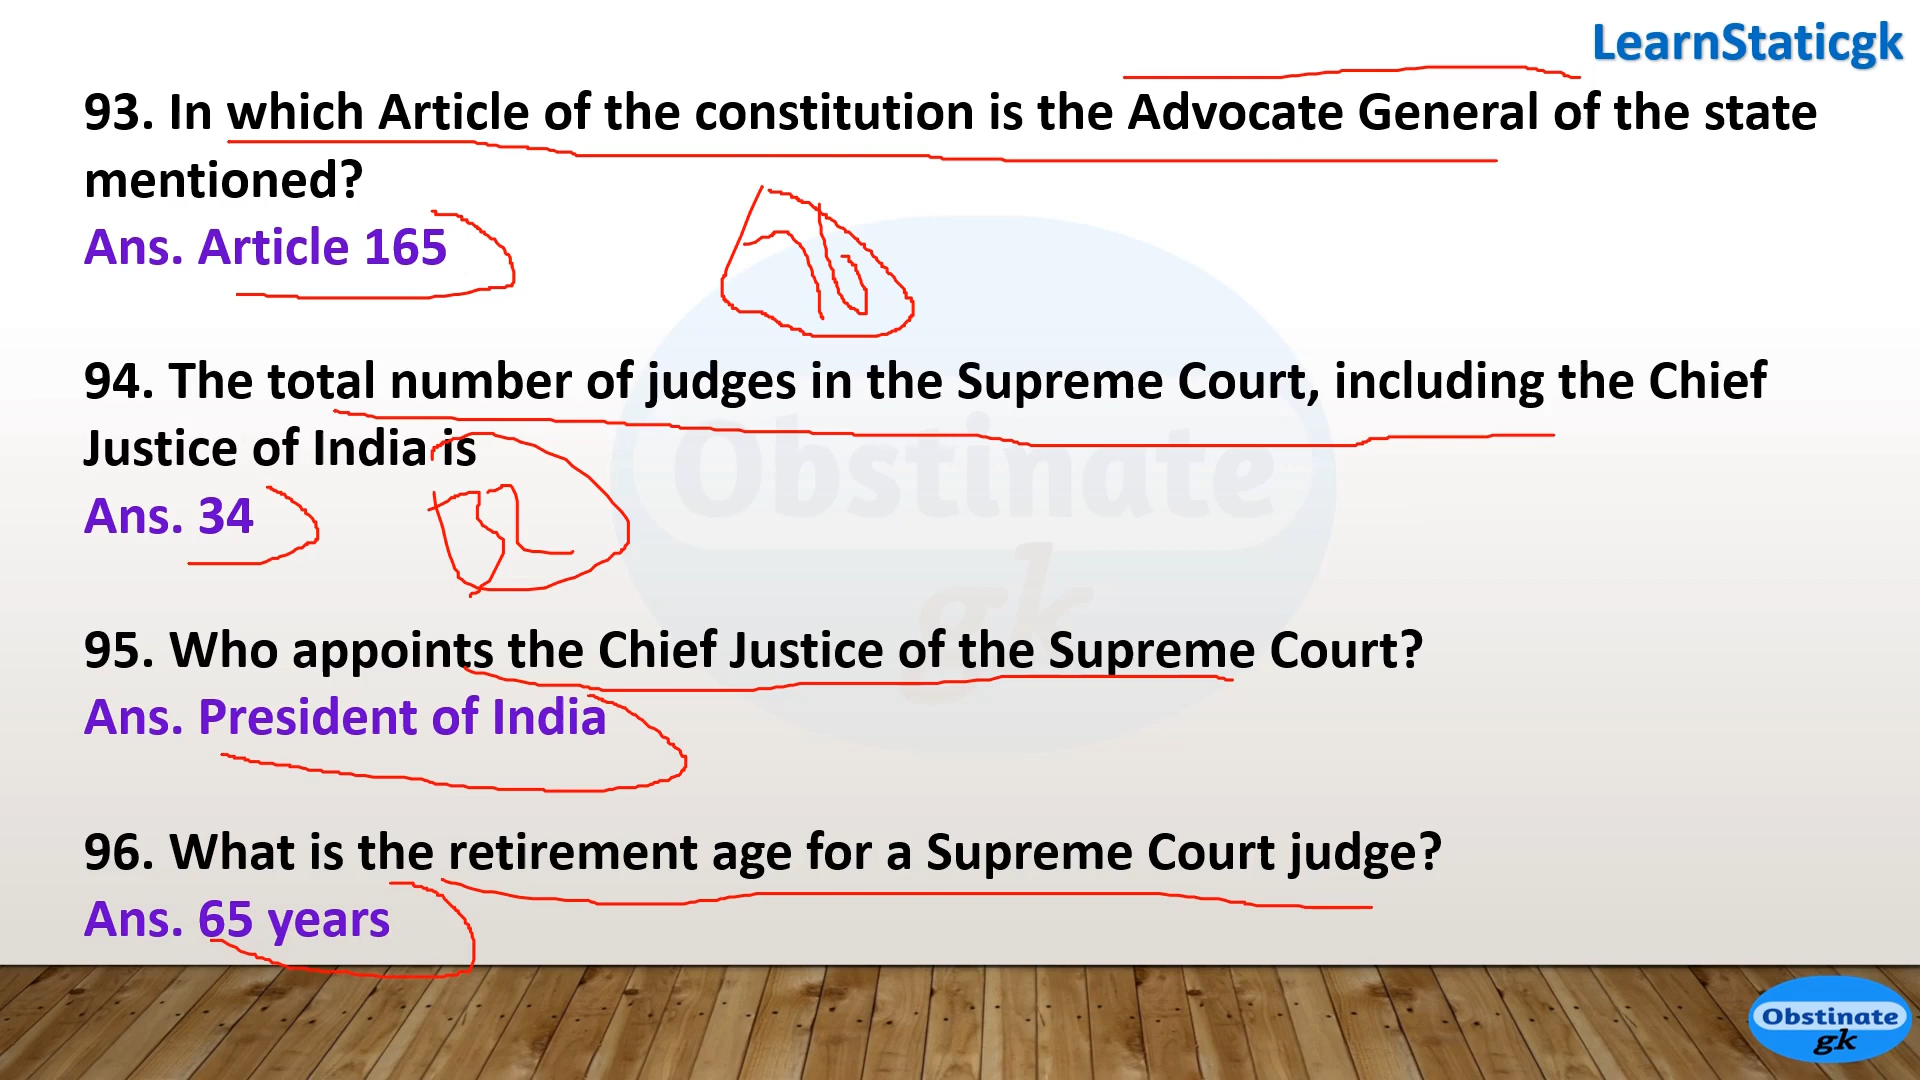 LearnStaticgk
93. In which Article of the constitution is the Advocate General of the state
mentioned?
Ans. Article 165
94. The total number of judges in the Supreme Court, including the Chief
Justice of India is
Ans. 34
95. Who appoints the Chief Justice of the Supreme Court?
Ans. President of India
96. What is the retirement age for a Supreme Court judge?
Ans. 65 years
Obstinate
gk
Obstinate
gk